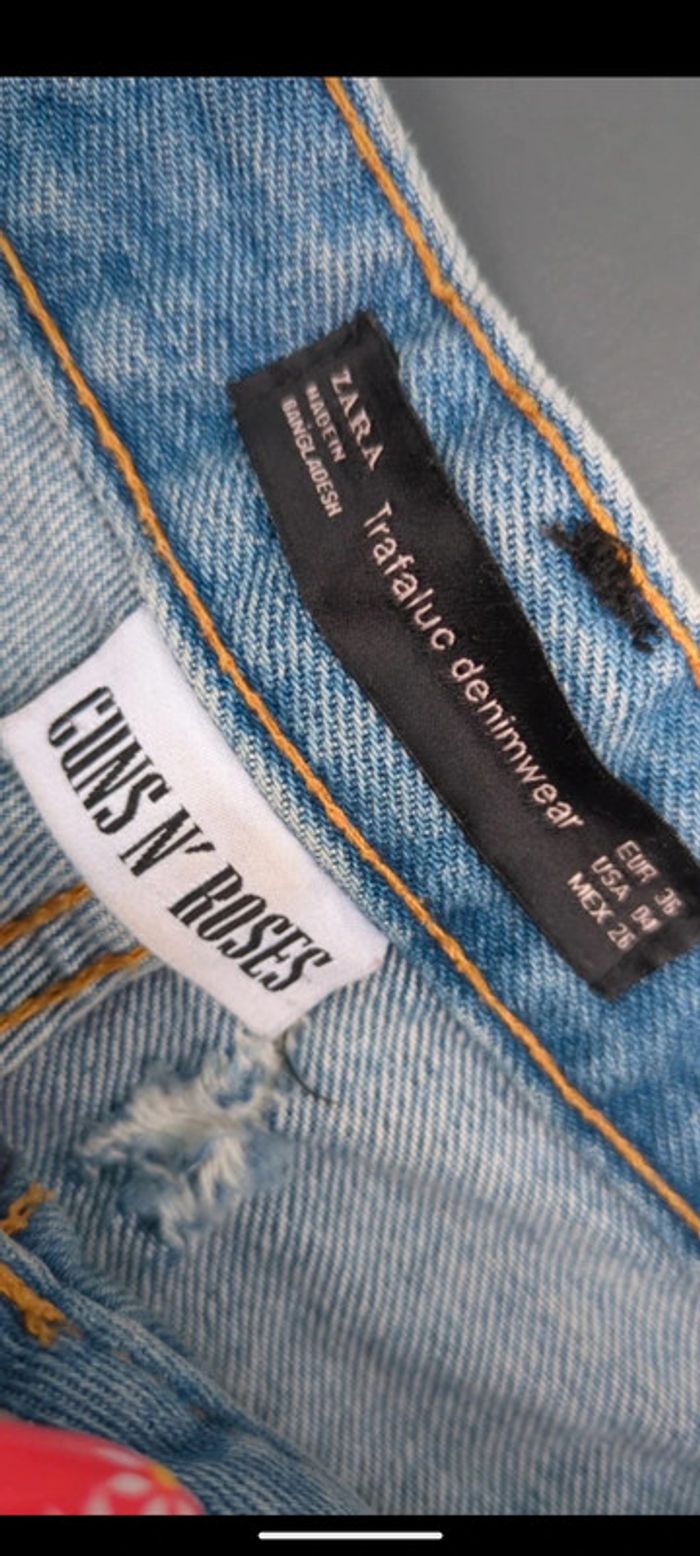 ZARA
MADE IN
BANGLADESH
Trafaluc denimwear
EUR 36
USA 04
MEX 26
GUNS N' ROSES